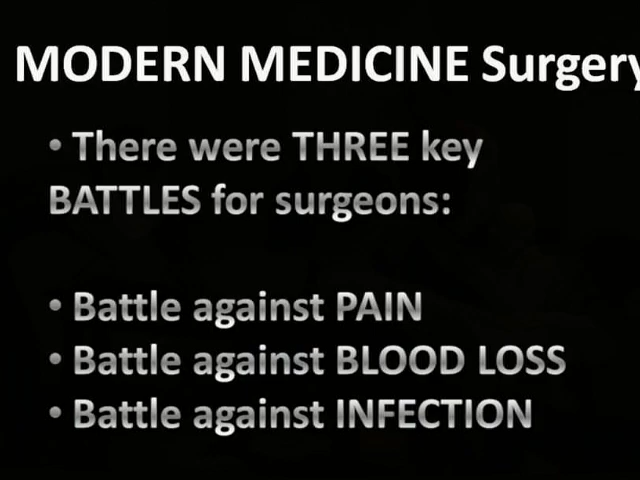 MODERN MEDICINE Surgery
• There were THREE key
BATTLES for surgeons:
• Battle against PAIN
• Battle against BLOOD LOSS
• Battle against INFECTION